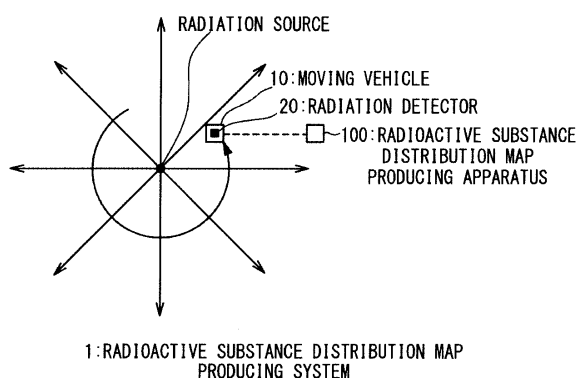 RADIATION SOURCE
10:MOVING VEHICLE
20:RADIATION DETECTOR
100:RADIOACTIVE SUBSTANCE
DISTRIBUTION MAP
PRODUCING APPARATUS
1:RADIOACTIVE SUBSTANCE DISTRIBUTION MAP
PRODUCING SYSTEM